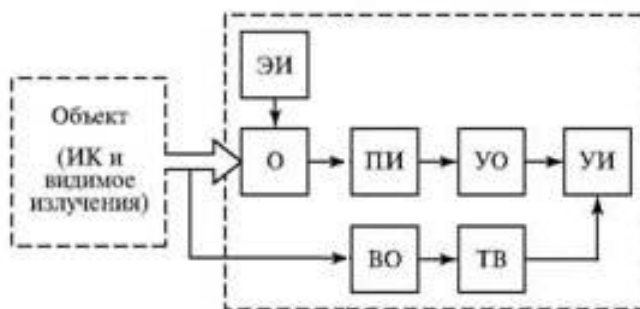 ЭИ
Объект
(ИК и
видимое
излучения)
О
ПИ
УО
УИ
ВО
ТВ